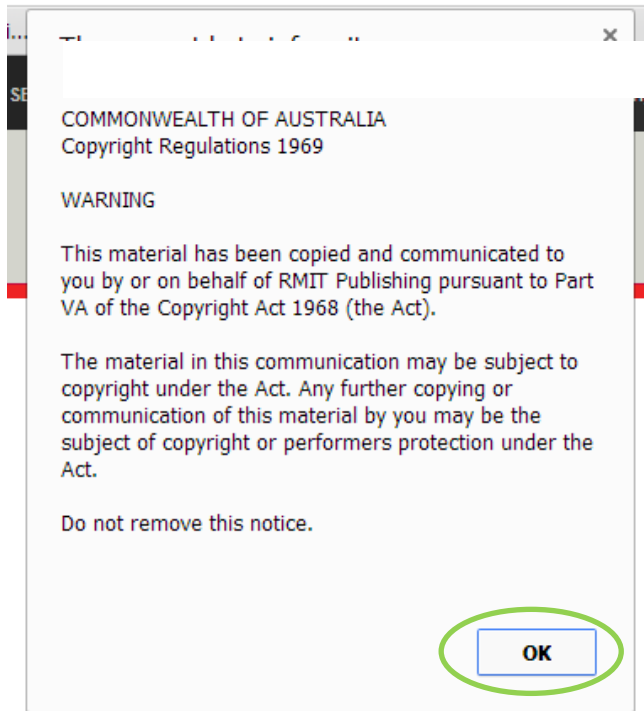 i...
×
SE
COMMONWEALTH OF AUSTRALIA
Copyright Regulations 1969
WARNING
This material has been copied and communicated to
you by or on behalf of RMIT Publishing pursuant to Part
VA of the Copyright Act 1968 (the Act).
The material in this communication may be subject to
copyright under the Act. Any further copying or
communication of this material by you may be the
subject of copyright or performers protection under the
Act.
Do not remove this notice.
OK